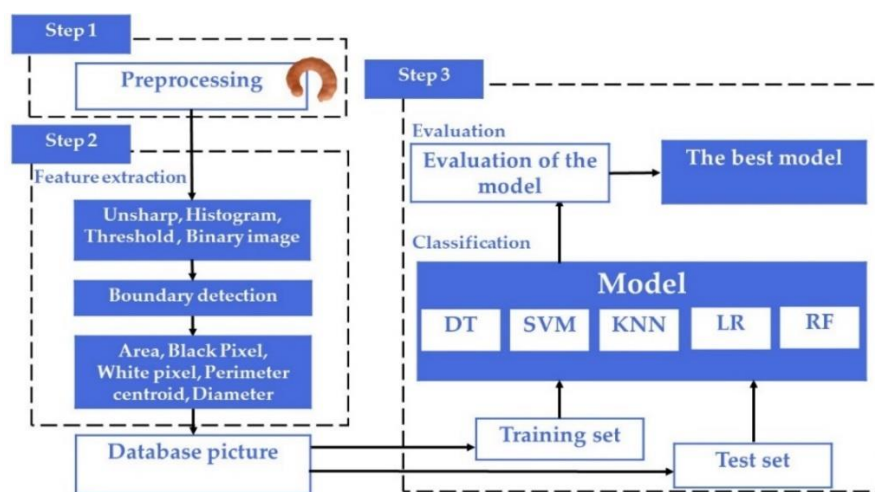 Step 1
Preprocessing
Step 2
Feature extraction
Unsharp, Histogram,
Threshold, Binary image
Boundary detection
Area, Black Pixel,
White pixel, Perimeter
centroid, Diameter
Database picture
Step 3
Evaluation
Evaluation of the
model
The best model
Classification
Model
DT SVM KNN LR RF
Training set
Test set